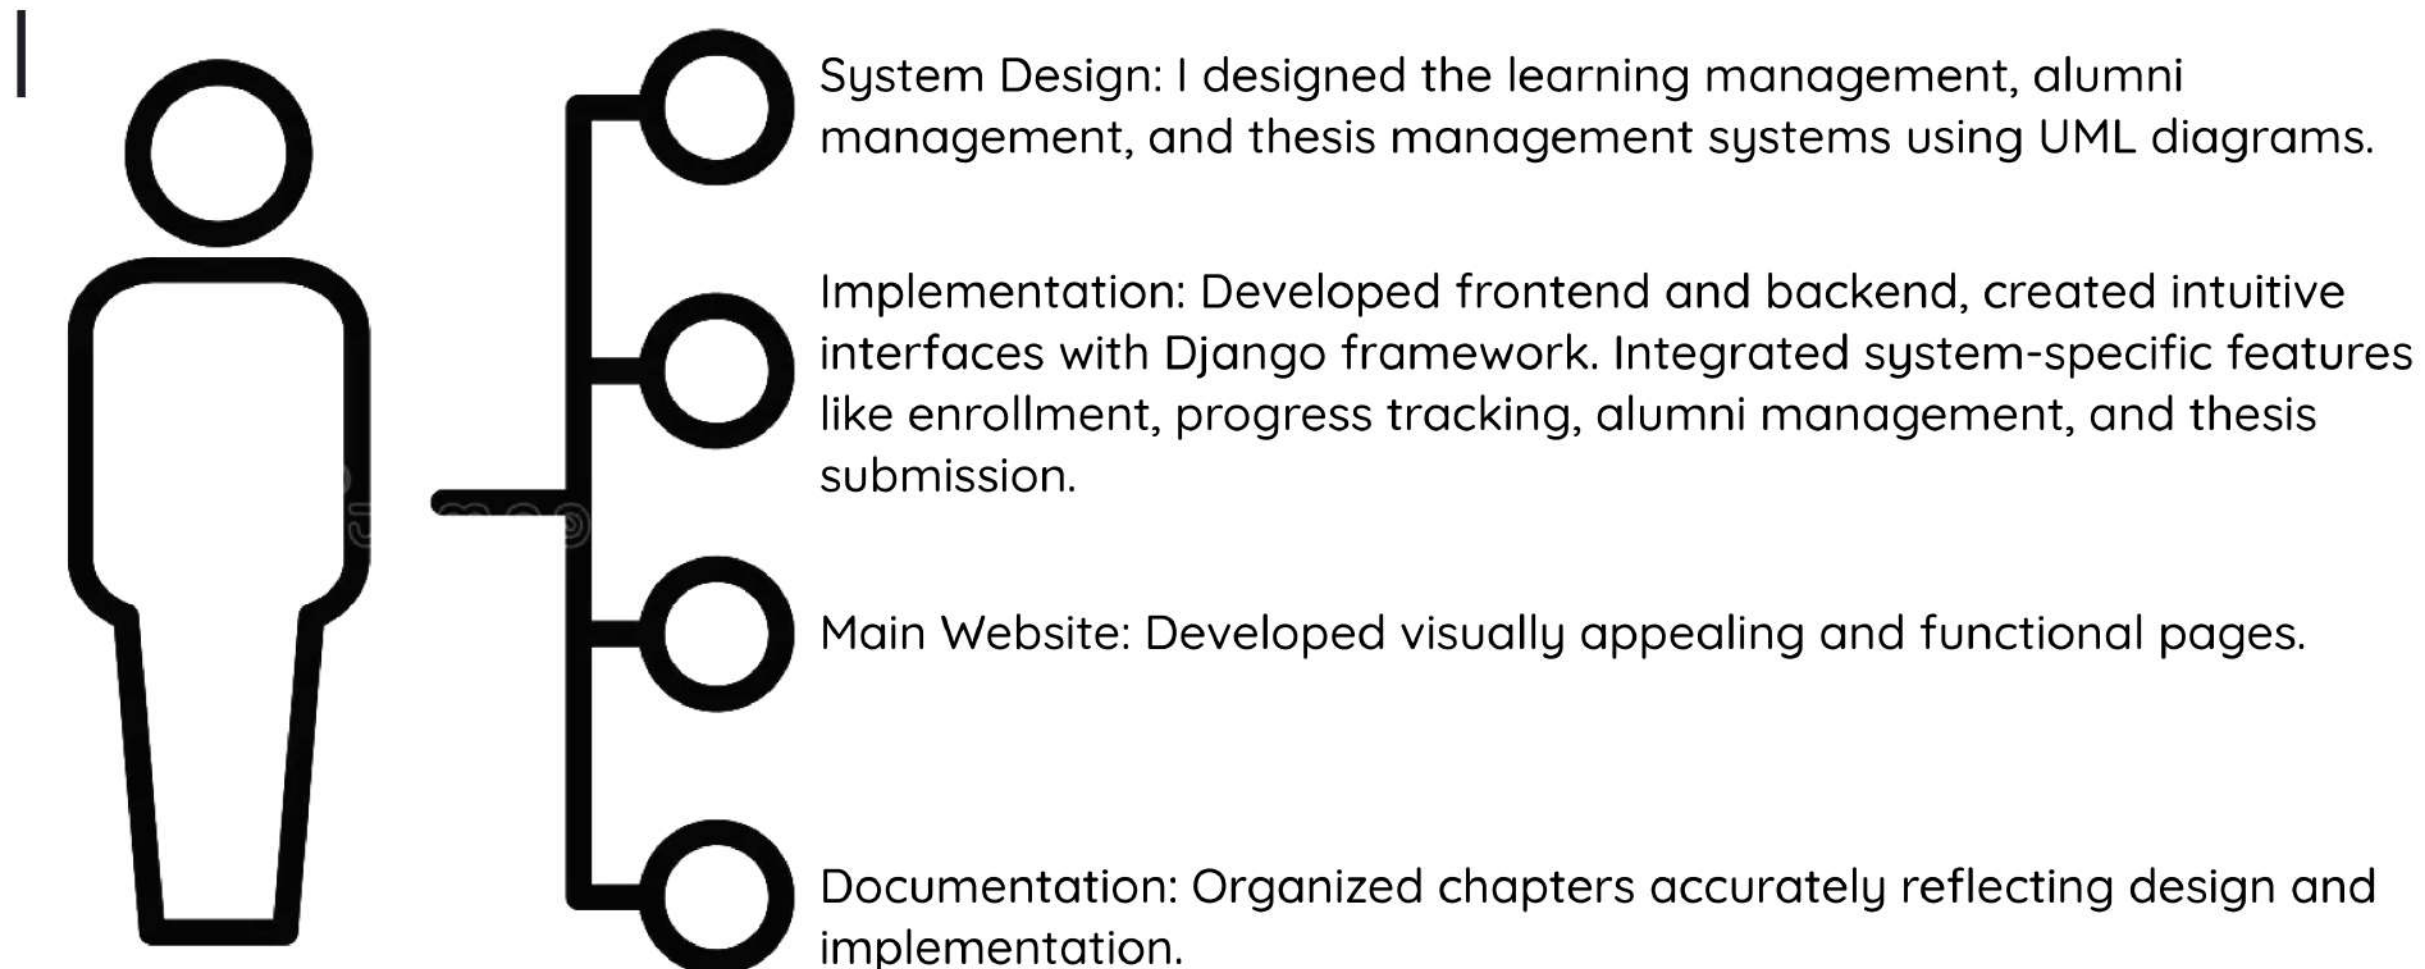 System Design: I designed the learning management, alumni
management, and thesis management systems using UML diagrams.
Implementation: Developed frontend and backend, created intuitive
interfaces with Django framework. Integrated system-specific features
like enrollment, progress tracking, alumni management, and thesis
submission.
Main Website: Developed visually appealing and functional pages.
Documentation: Organized chapters accurately reflecting design and
implementation.